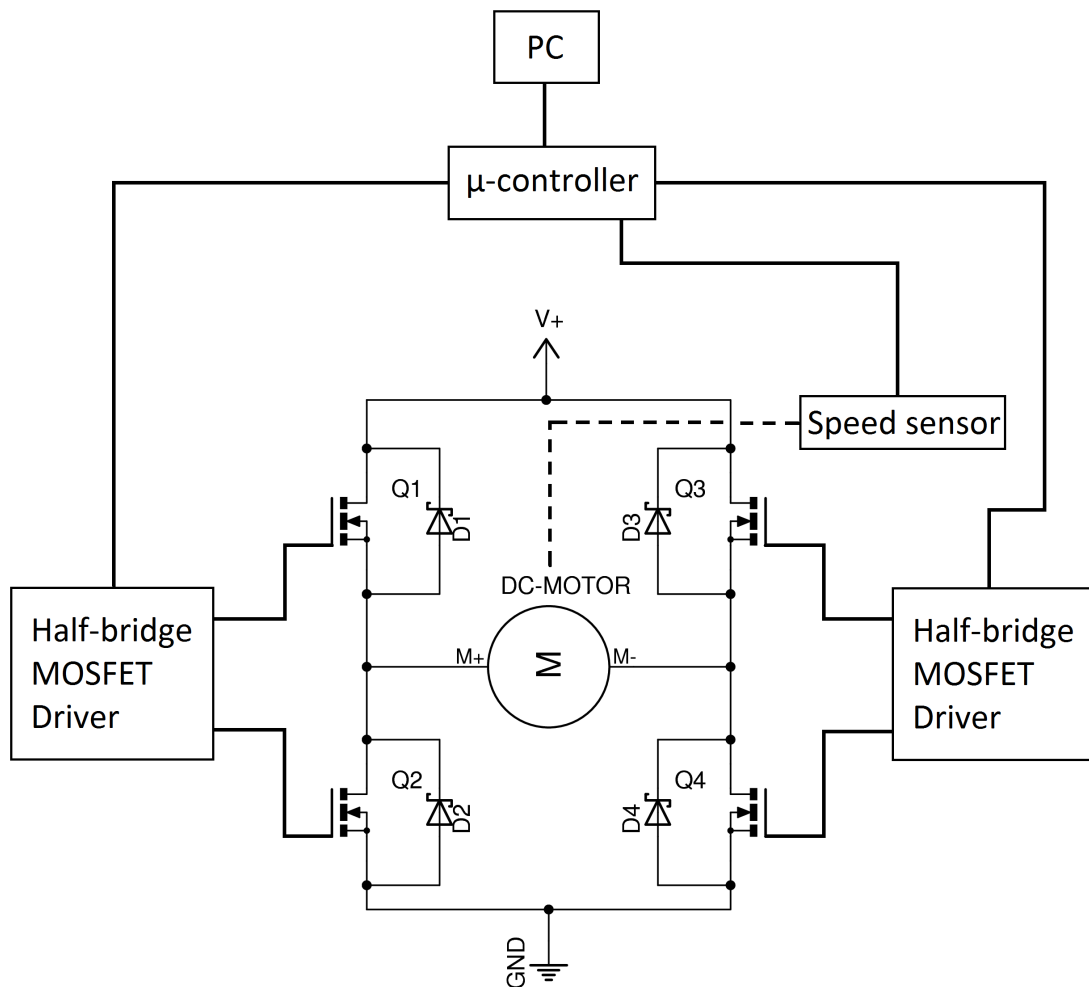 PC
µ-controller
V+
Speed sensor
Q1
D1
Q3
D3
DC-MOTOR
Half-bridge
MOSFET
Driver
M+
M
M-
Half-bridge
MOSFET
Driver
Q2
D2
Q4
D4
GND